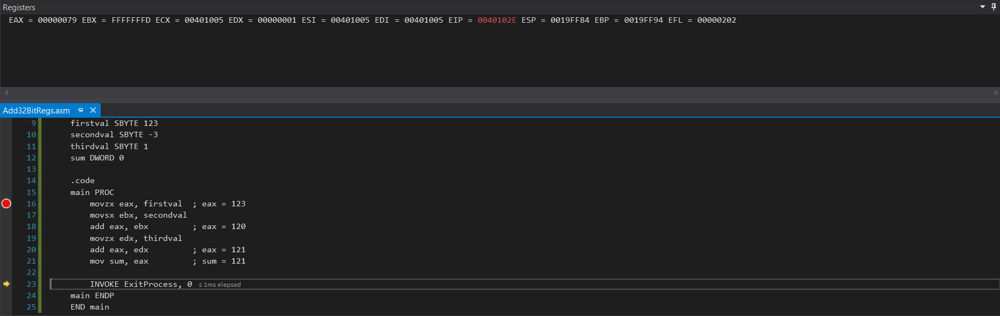 Registers
EAX = 00000079 EBX = FFFFFFFD ECX = 00401005 EDX = 00000001 ESI = 00401005 EDI = 00401005 EIP = 0040102E ESP = 0019FF84 EBP = 0019FF94 EFL = 00000202
Add32BitRegs.asm
9 firstval SBYTE 123
10 secondval SBYTE -3
11 thirdval SBYTE 1
12 sum DWORD 0
13
14 .code
15 main PROC
16 movzx eax, firstval ; eax = 123
17 movsx ebx, secondval
18 add eax, ebx ; eax = 120
19 movzx edx, thirdval
20 add eax, edx ; eax = 121
21 mov sum, eax ; sum = 121
22
23 INVOKE ExitProcess, 0 ≤1ms elapsed
24 main ENDP
25 END main